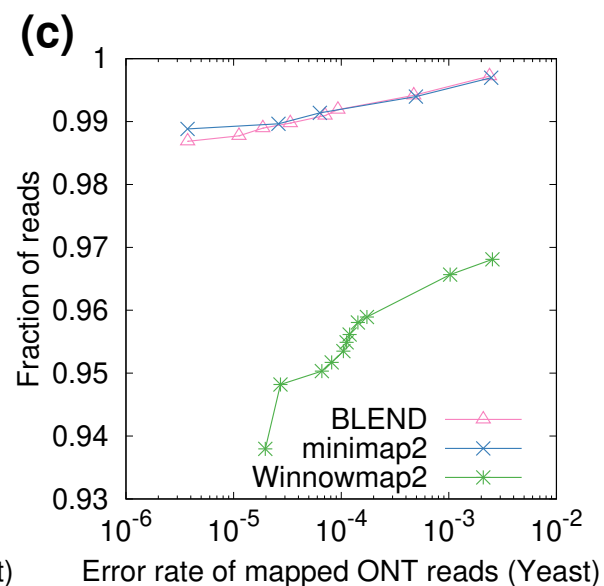 (c)
1
0.99
0.98
0.97
0.96
0.95
0.94
0.93
Fraction of reads
BLEND
minimap2
Winnowmap2
10^-6 10^-5 10^-4 10^-3 10^-2
t) Error rate of mapped ONT reads (Yeast)